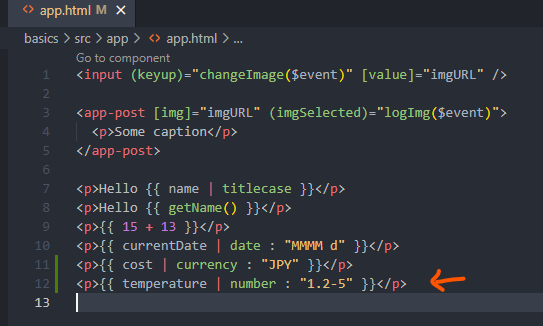 <> app.html M ×
basics > src > app > <> app.html > ...
Go to component
1 <input (keyup)="changeImage($event)" [value]="imgURL" />
2
3 <app-post [img]="imgURL" (imgSelected)="logImg($event)">
4 <p>Some caption</p>
5 </app-post>
6
7 <p>Hello {{ name | titlecase }}</p>
8 <p>Hello {{ getName() }}</p>
9 <p>{{ 15 + 13 }}</p>
10 <p>{{ currentDate | date : "MMMM d" }}</p>
11 <p>{{ cost | currency : "JPY" }}</p>
12 <p>{{ temperature | number : "1.2-5" }}</p>
13